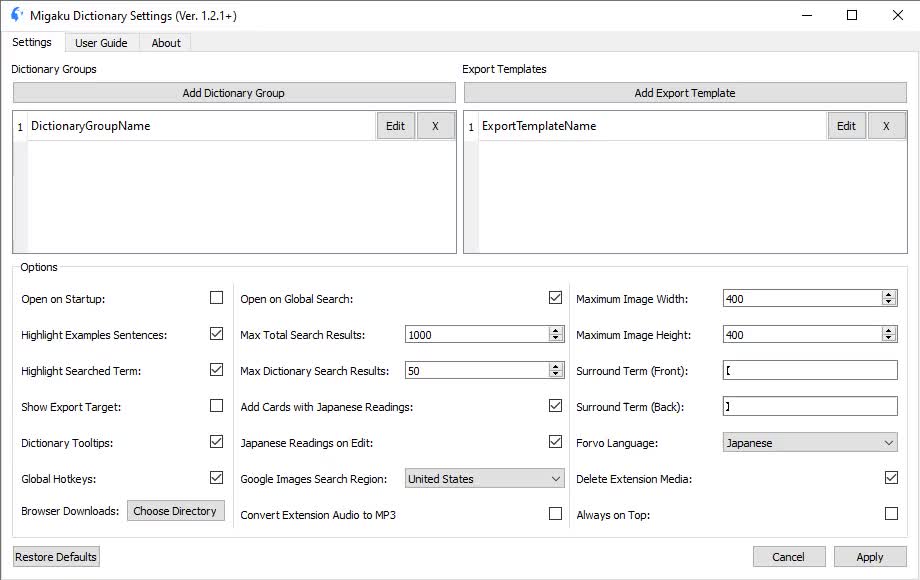 Migaku Dictionary Settings (Ver. 1.2.1+)
Settings User Guide About
Dictionary Groups Export Templates
Add Dictionary Group Add Export Template
1 DictionaryGroupName Edit X 1 ExportTemplateName Edit X
Options
Open on Startup: Open on Global Search: Maximum Image Width: 400
Highlight Examples Sentences: Max Total Search Results: 1000 Maximum Image Height: 400
Highlight Searched Term: Max Dictionary Search Results: 50 Surround Term (Front): 【
Show Export Target: Add Cards with Japanese Readings: Surround Term (Back): 】
Dictionary Tooltips: Japanese Readings on Edit: Forvo Language: Japanese
Global Hotkeys: Google Images Search Region: United States Delete Extension Media:
Browser Downloads: Choose Directory Convert Extension Audio to MP3 Always on Top:
Restore Defaults Cancel Apply